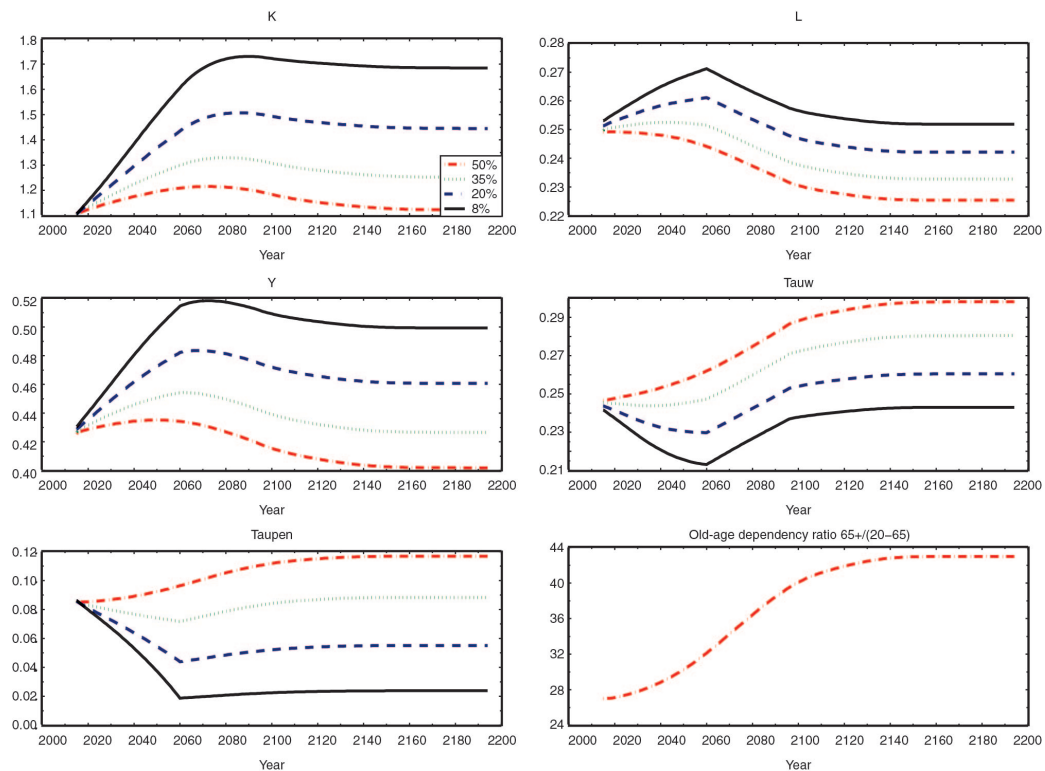 K
1.8
1.7
1.6
1.5
1.4
1.3
1.2
1.1
50%
35%
20%
8%
2000 2020 2040 2060 2080 2100 2120 2140 2160 2180 2200
Year
L
0.28
0.27
0.26
0.25
0.24
0.23
0.22
2000 2020 2040 2060 2080 2100 2120 2140 2160 2180 2200
Year
Y
0.52
0.50
0.48
0.46
0.44
0.42
0.40
2000 2020 2040 2060 2080 2100 2120 2140 2160 2180 2200
Year
Tauw
0.29
0.27
0.25
0.23
0.21
2000 2020 2040 2060 2080 2100 2120 2140 2160 2180 2200
Year
Taupen
0.12
0.10
0.08
0.06
0.04
0.02
0.00
2000 2020 2040 2060 2080 2100 2120 2140 2160 2180 2200
Year
Old-age dependency ratio 65+/(20–65)
44
40
36
32
28
24
2000 2020 2040 2060 2080 2100 2120 2140 2160 2180 2200
Year